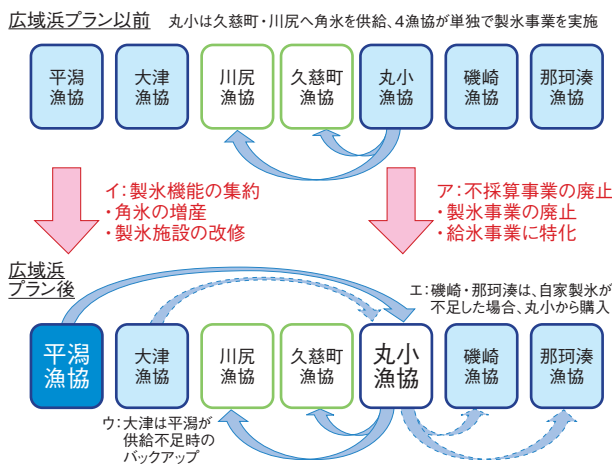 広域浜プラン以前
丸小は久慈町・川尻へ角氷を供給、4漁協が単独で製氷事業を実施
平潟
漁協
大津
漁協
川尻
漁協
久慈町
漁協
丸小
漁協
磯崎
漁協
那珂湊
漁協
イ：製氷機能の集約
・角氷の増産
・製氷施設の改修
ア：不採算事業の廃止
・製氷事業の廃止
・給氷事業に特化
広域浜
プラン後
エ：磯崎・那珂湊は、自家製氷が
不足した場合、丸小から購入
平潟
漁協
大津
漁協
川尻
漁協
久慈町
漁協
丸小
漁協
磯崎
漁協
那珂湊
漁協
ウ：大津は平潟が
供給不足時の
バックアップ